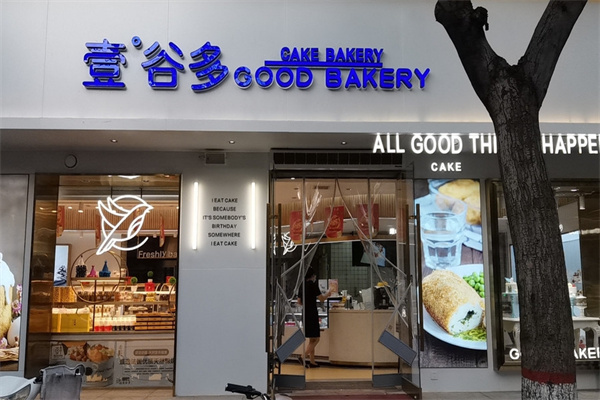 壹谷多
CAKE BAKERY
GOOD BAKERY
ALL GOOD THI HAPPE
CAKE
I EAT CAKE
BECAUSE
IT'S SOMEBODY'S
BIRTHDAY
SOMEWHERE
I EAT CAKE